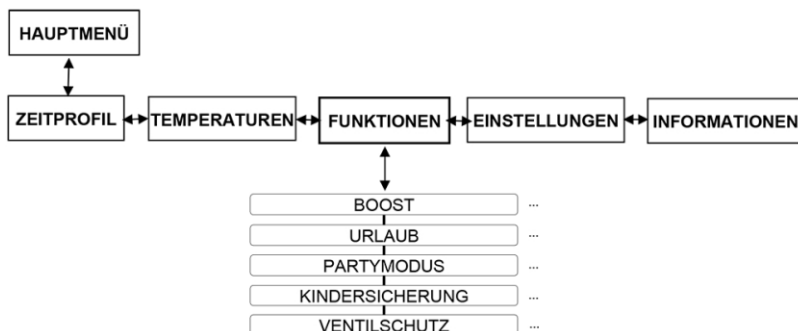 HAUPTMENÜ
ZEITPROFIL TEMPERATUREN FUNKTIONEN EINSTELLUNGEN INFORMATIONEN
BOOST ...
URLAUB ...
PARTYMODUS ...
KINDERSICHERUNG ...
VENTILSCHUTZ ...